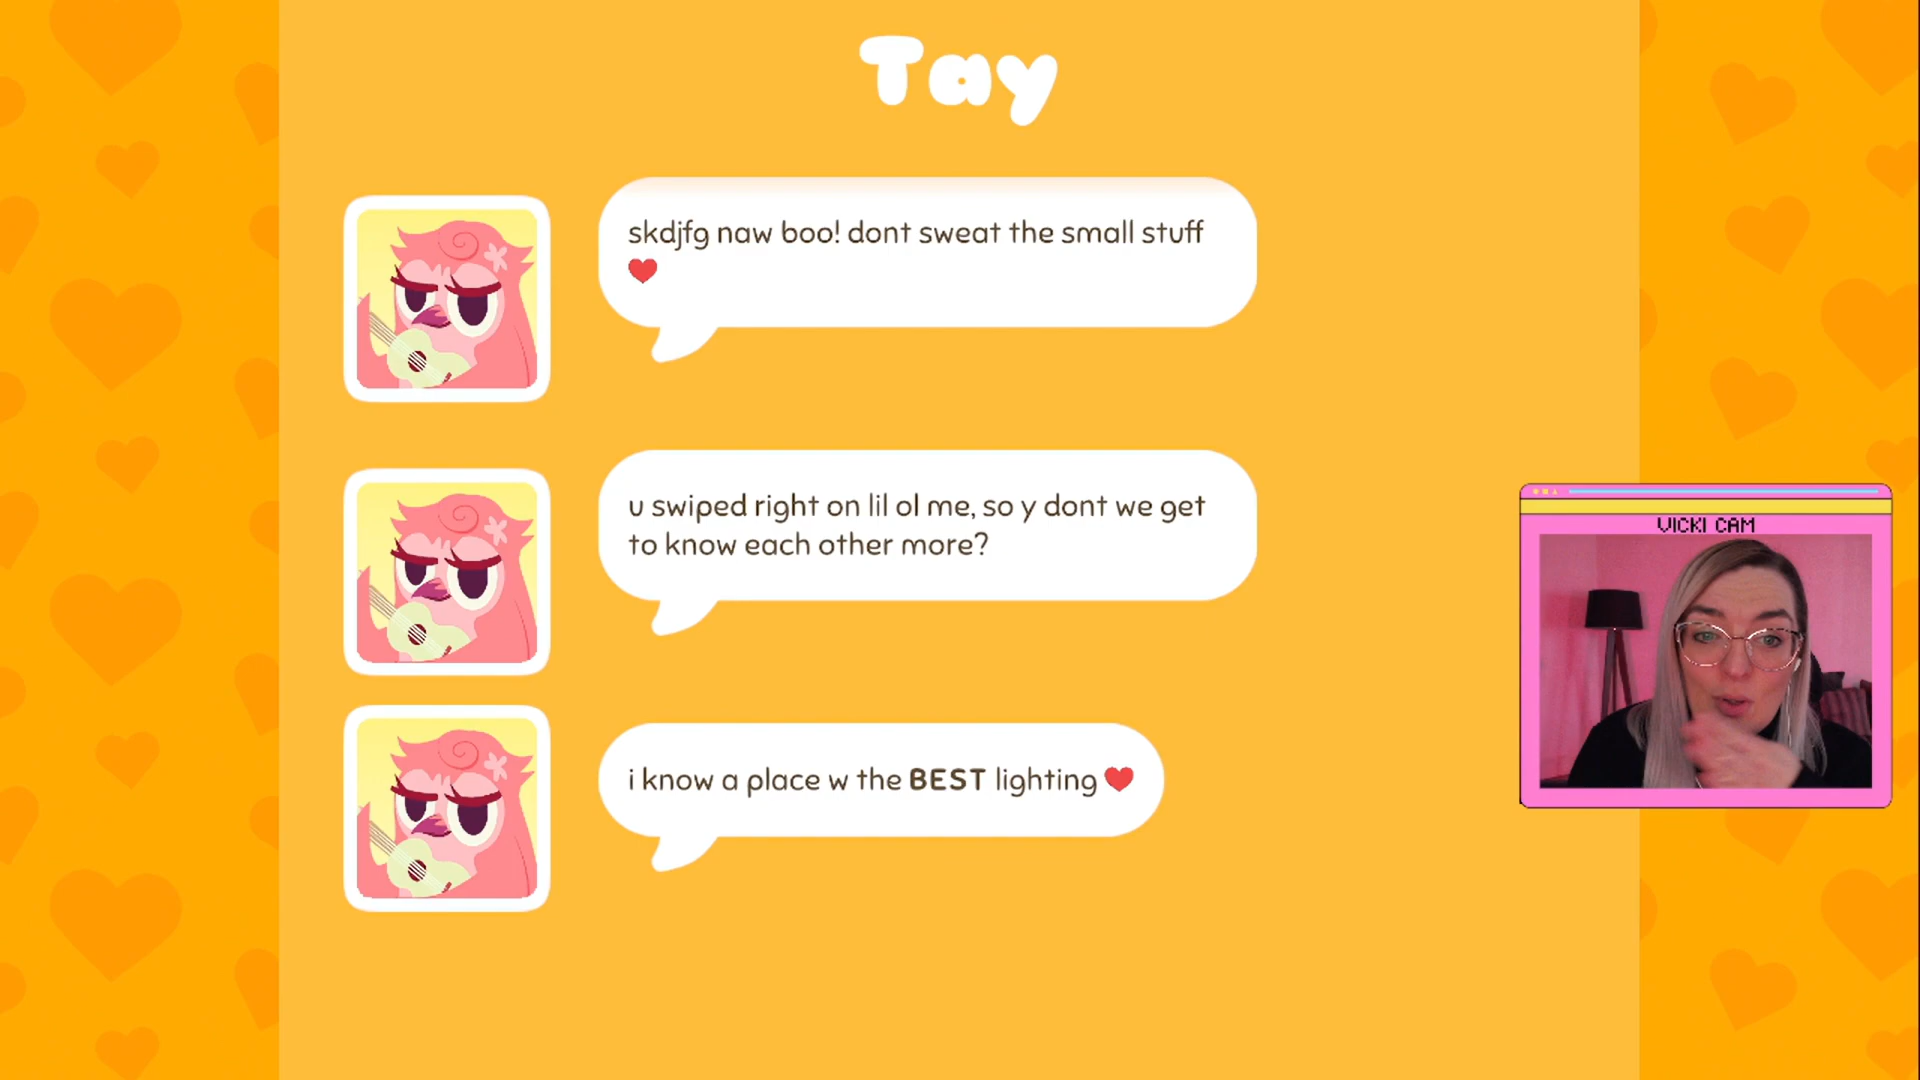 Tay
skdjfg naw boo! dont sweat the small stuff
❤️
u swiped right on lil ol me, so y dont we get
to know each other more?
i know a place w the BEST lighting ❤️
VICKI CAM